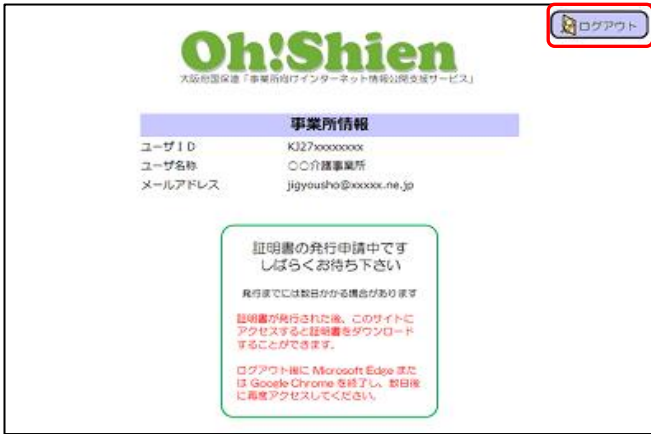 ログアウト
Oh!Shien
大阪府国保連「事業所向けインターネット情報公開支援サービス」
事業所情報
ユーザID KJ27xxxxxxxx
ユーザ名称 〇〇介護事業所
メールアドレス jigyousho@xxxxx.ne.jp
証明書の発行申請中です
しばらくお待ち下さい
発行までには数日かかる場合があります
証明書が発行された後、このサイトに
アクセスすると証明書をダウンロード
することができます。
ログアウト後に Microsoft Edge また
は Google Chrome を終了し、数日後
に再度アクセスしてください。